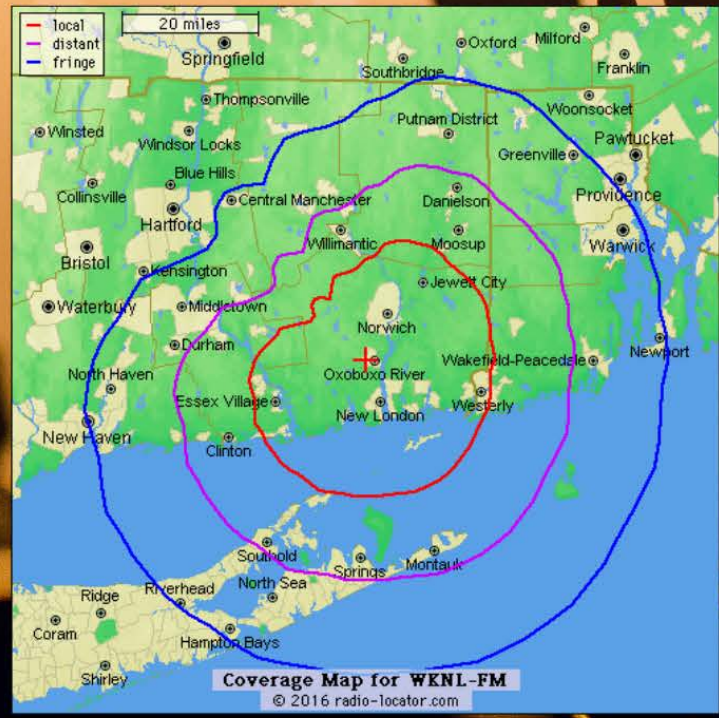 local
distant
fringe
20 miles
Springfield
Oxford
Milford
Southbridge
Franklin
Thompsonville
Woonsocket
Winsted
Windsor Locks
Putnam District
Pawtucket
Greenville
Blue Hills
Collinsville
Central Manchester
Danielson
Providence
Hartford
Willimantic
Moosup
Warwick
Bristol
Kensington
Jewett City
Waterbury
Middletown
Norwich
Durham
Newport
Oxoboxo River
Wakefield-Peacedale
North Haven
Essex Village
New London
Westerly
New Haven
Clinton
Southold
Springs
Montauk
Riverhead
North Sea
Ridge
Coram
Hampton Bays
Shirley
Coverage Map for WKNL-FM
© 2016 radio-locator.com